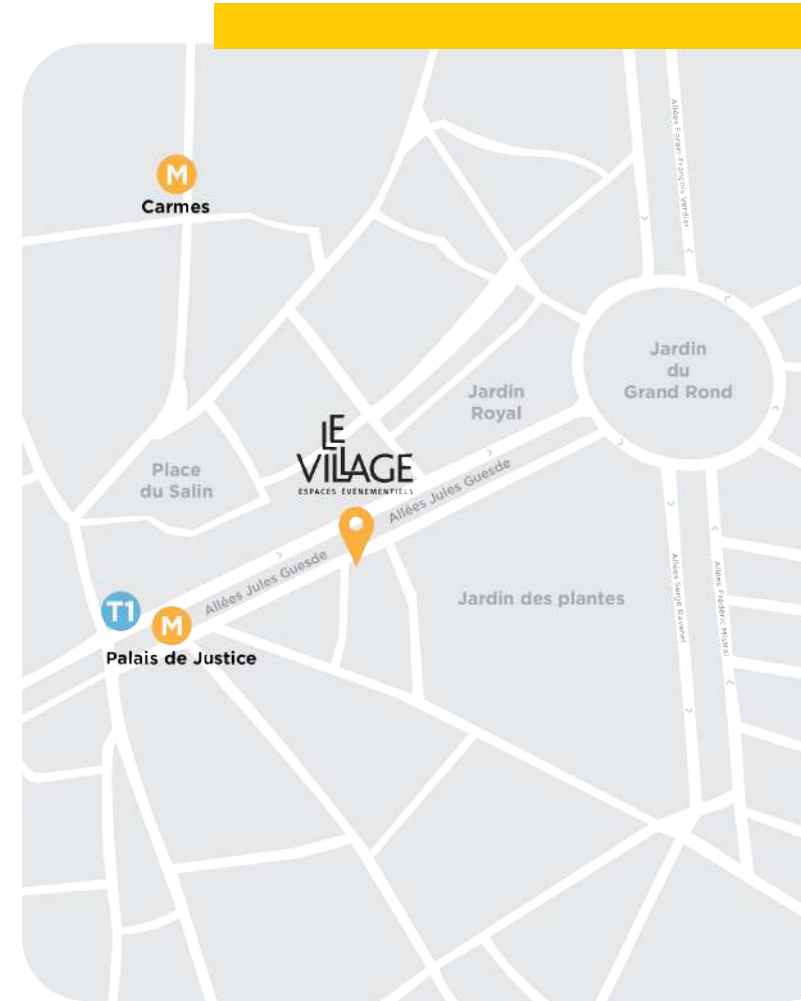 Allées Forain-François Verdier
M
Carmes
Jardin
du
Grand Rond
Jardin
Royal
LE
VILLAGE
ESPACES ÉVÉNEMENTIELS
Place
du Salin
Allées Jules Guesde
Allées Jules Guesde
Allées Serge Ravanel
Allées Frédéric Mistral
Jardin des plantes
T1
M
Palais de Justice